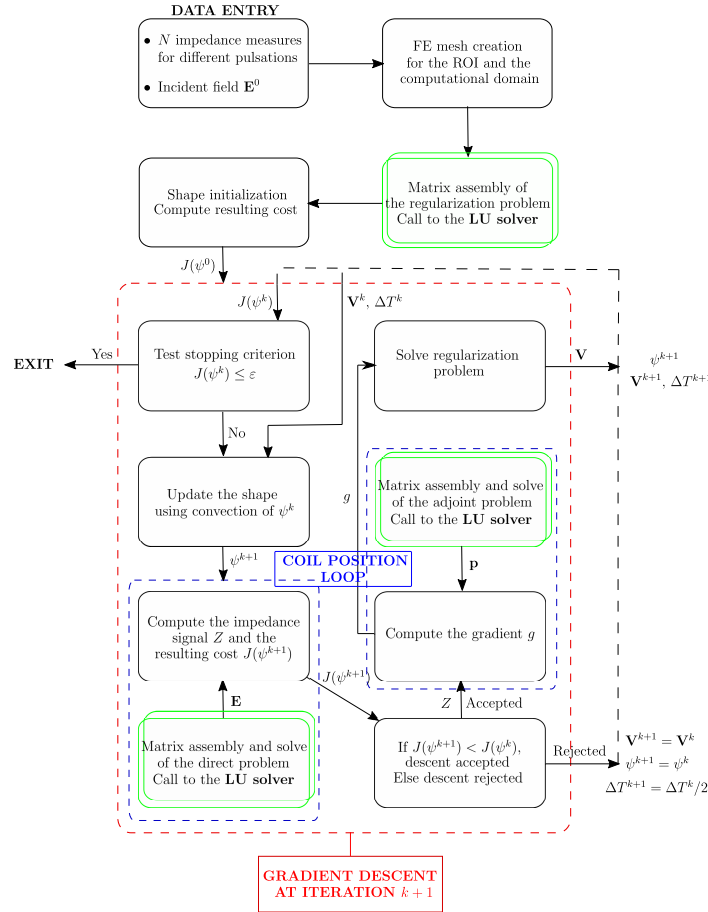 DATA ENTRY
• N impedance measures
for different pulsations
• Incident field E⁰
FE mesh creation
for the ROI and the
computational domain
Shape initialization
Compute resulting cost
Matrix assembly of
the regularization problem
Call to the LU solver
J(ψ⁰)
J(ψᵏ)
Vᵏ, ΔTᵏ
EXIT
Yes
Test stopping criterion
J(ψᵏ) ≤ ε
Solve regularization
problem
V
ψᵏ⁺¹
Vᵏ⁺¹, ΔTᵏ⁺¹
No
Update the shape
using convection of ψᵏ
g
Matrix assembly and solve
of the adjoint problem
Call to the LU solver
ψᵏ⁺¹
COIL POSITION
LOOP
p
Compute the impedance
signal Z and the
resulting cost J(ψᵏ⁺¹)
Compute the gradient g
J(ψᵏ⁺¹)
E
Z Accepted
Matrix assembly and solve
of the direct problem
Call to the LU solver
If J(ψᵏ⁺¹) < J(ψᵏ),
descent accepted
Else descent rejected
Rejected
Vᵏ⁺¹ = Vᵏ
ψᵏ⁺¹ = ψᵏ
ΔTᵏ⁺¹ = ΔTᵏ/2
GRADIENT DESCENT
AT ITERATION k + 1